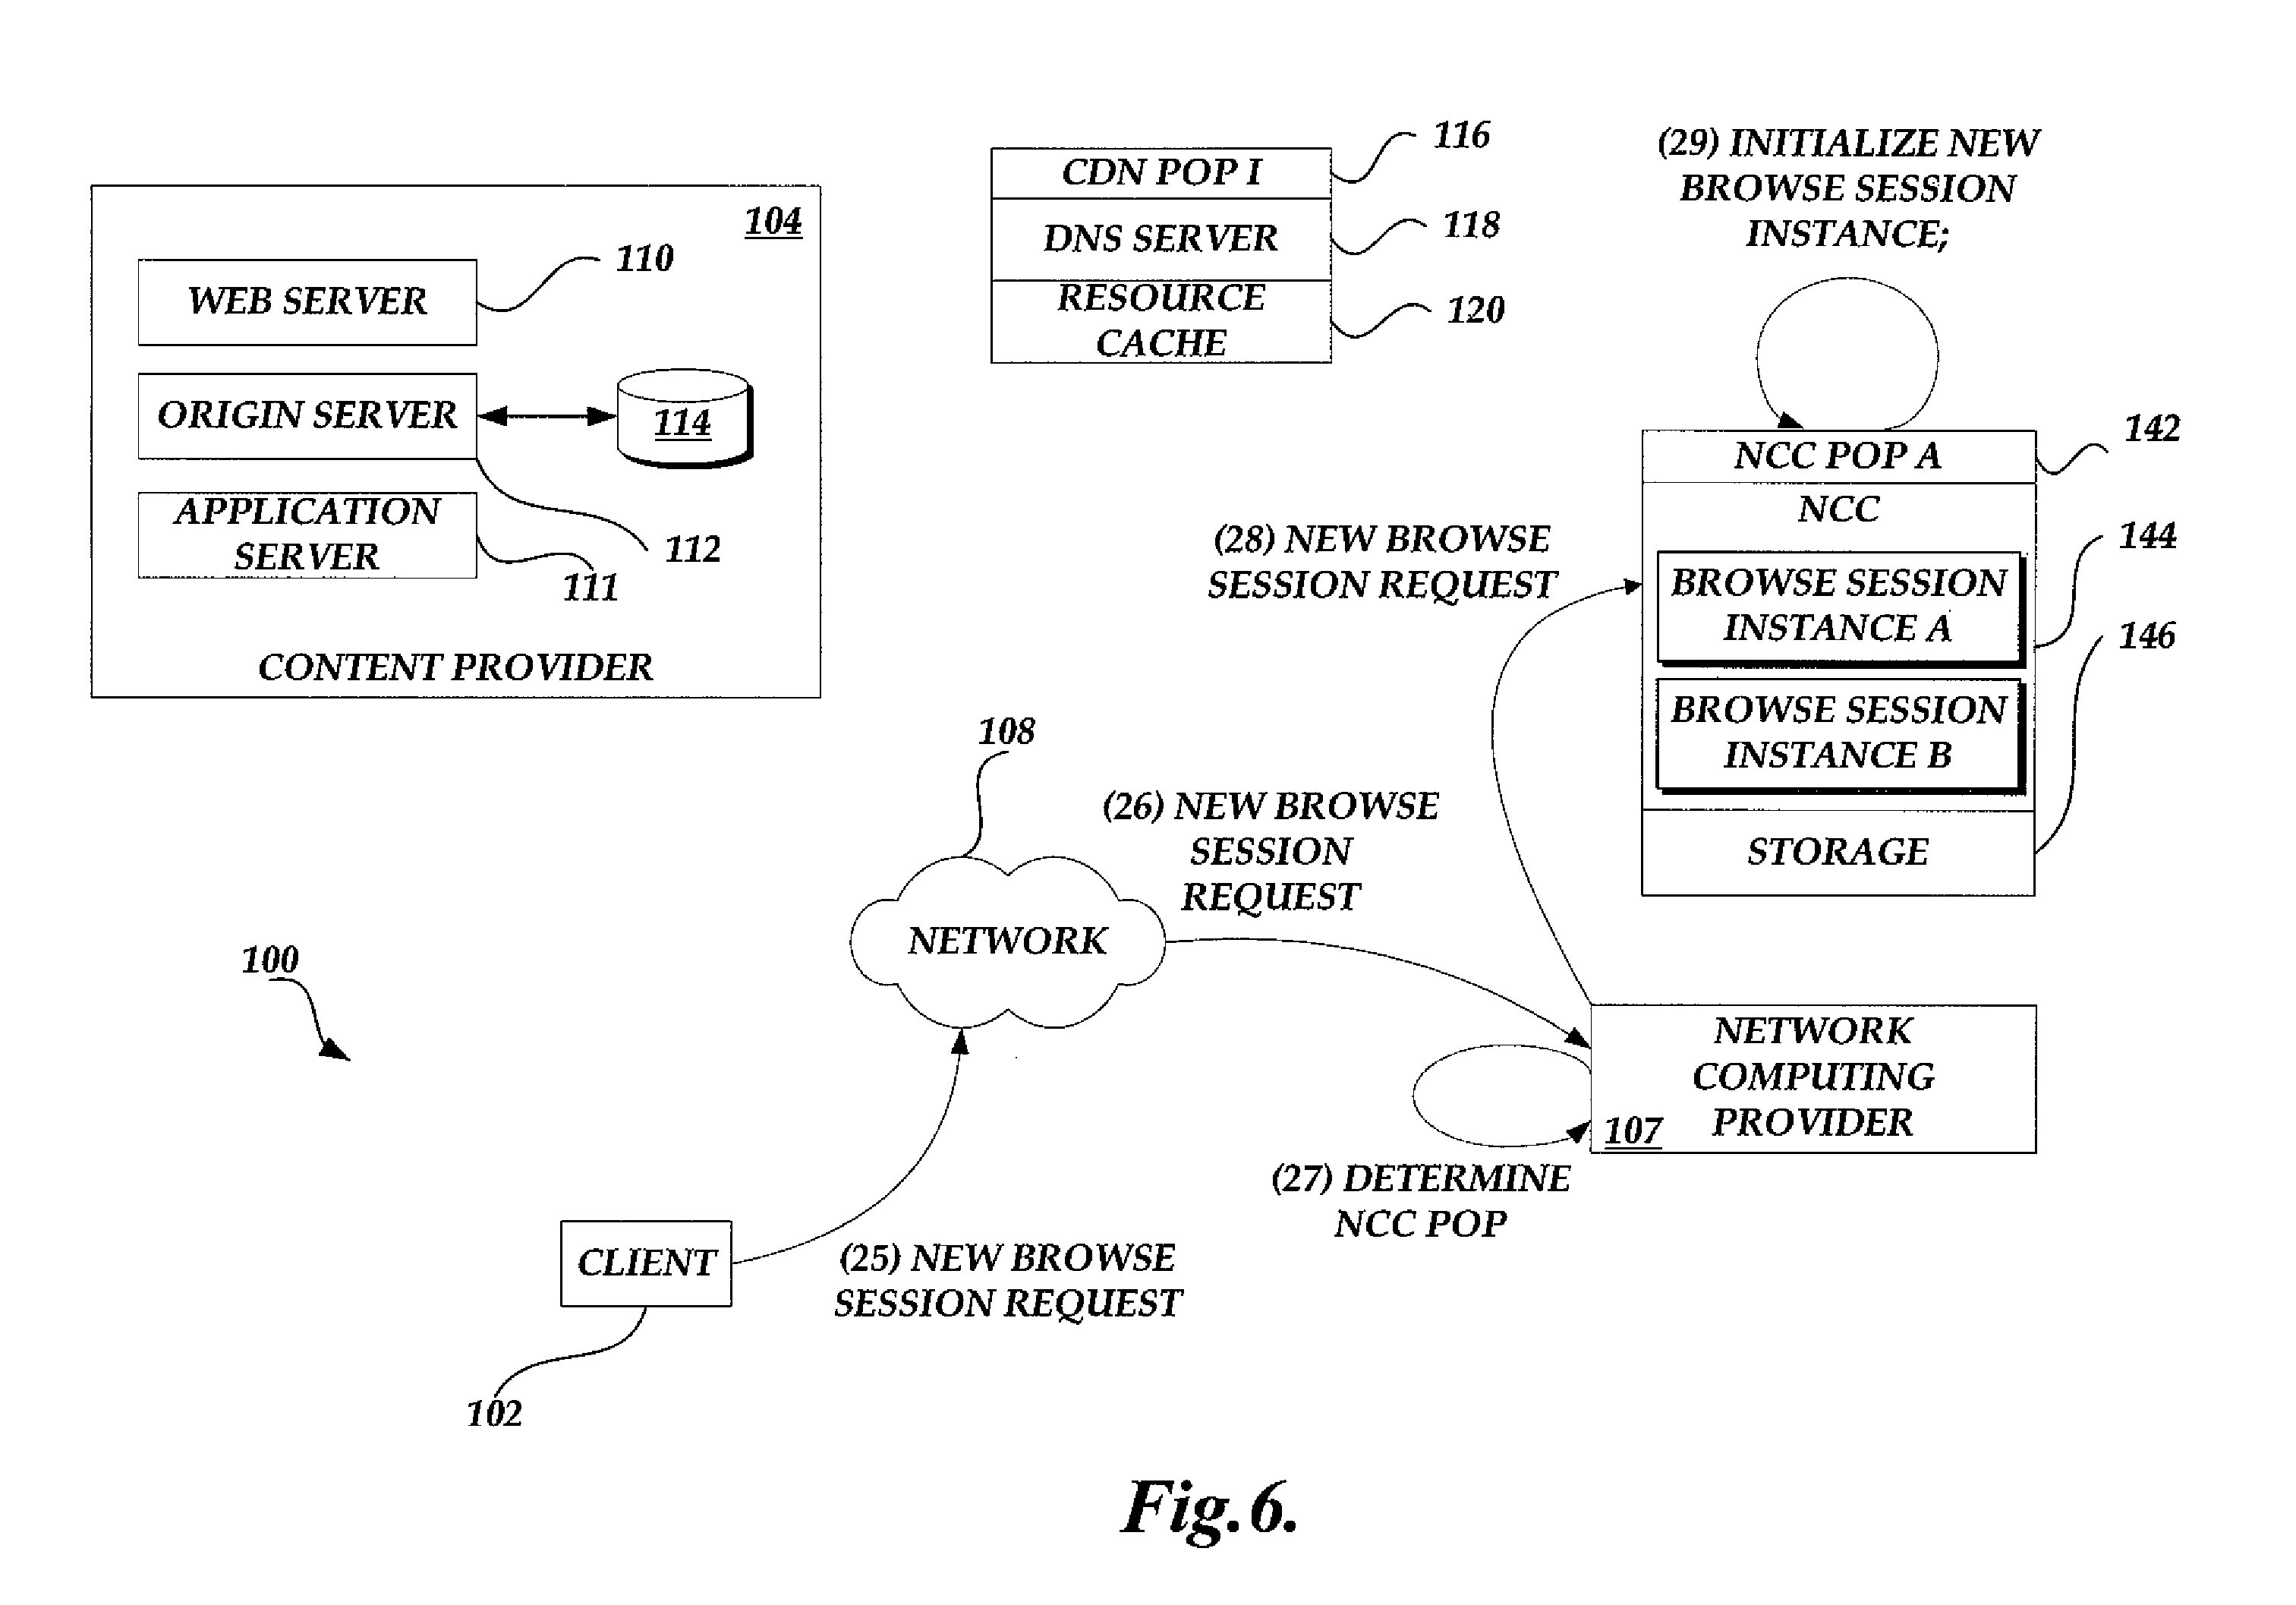 104
WEB SERVER
110
ORIGIN SERVER
114
APPLICATION
SERVER
112
111
CONTENT PROVIDER
CDN POP I
116
DNS SERVER
118
RESOURCE
CACHE
120
(29) INITIALIZE NEW
BROWSE SESSION
INSTANCE;
NCC POP A
142
NCC
144
BROWSE SESSION
INSTANCE A
146
BROWSE SESSION
INSTANCE B
STORAGE
(28) NEW BROWSE
SESSION REQUEST
108
NETWORK
(26) NEW BROWSE
SESSION
REQUEST
100
NETWORK
COMPUTING
PROVIDER
107
(27) DETERMINE
NCC POP
CLIENT
(25) NEW BROWSE
SESSION REQUEST
102
Fig.6.